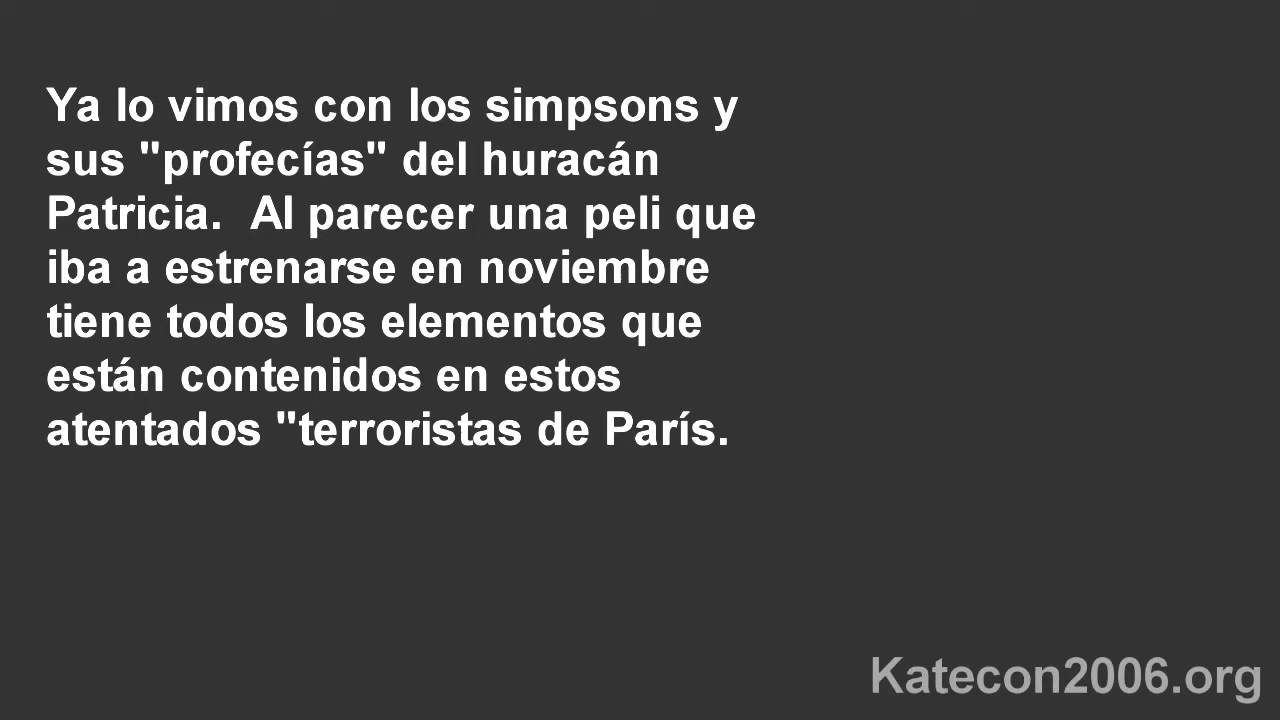 Ya lo vimos con los simpsons y
sus "profecías" del huracán
Patricia.  Al parecer una peli que
iba a estrenarse en noviembre
tiene todos los elementos que
están contenidos en estos
atentados "terroristas de París.
Katecon2006.org